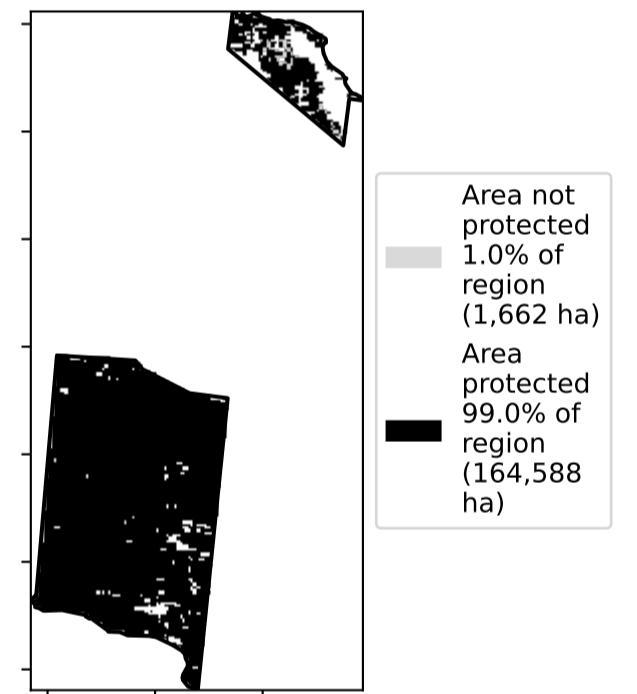 Area not
protected
1.0% of
region
(1,662 ha)
Area
protected
99.0% of
region
(164,588
ha)